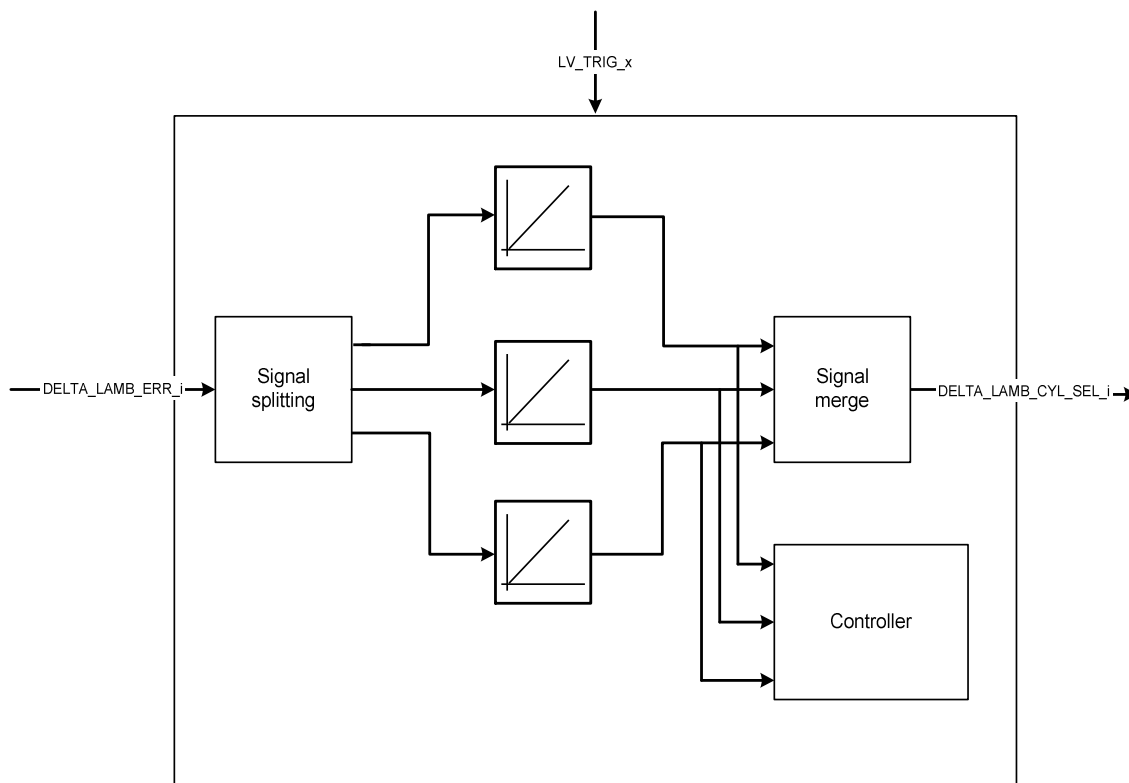 LV_TRIG_x
DELTA_LAMB_ERR_i
Signal
splitting
Signal
merge
DELTA_LAMB_CYL_SEL_i
Controller